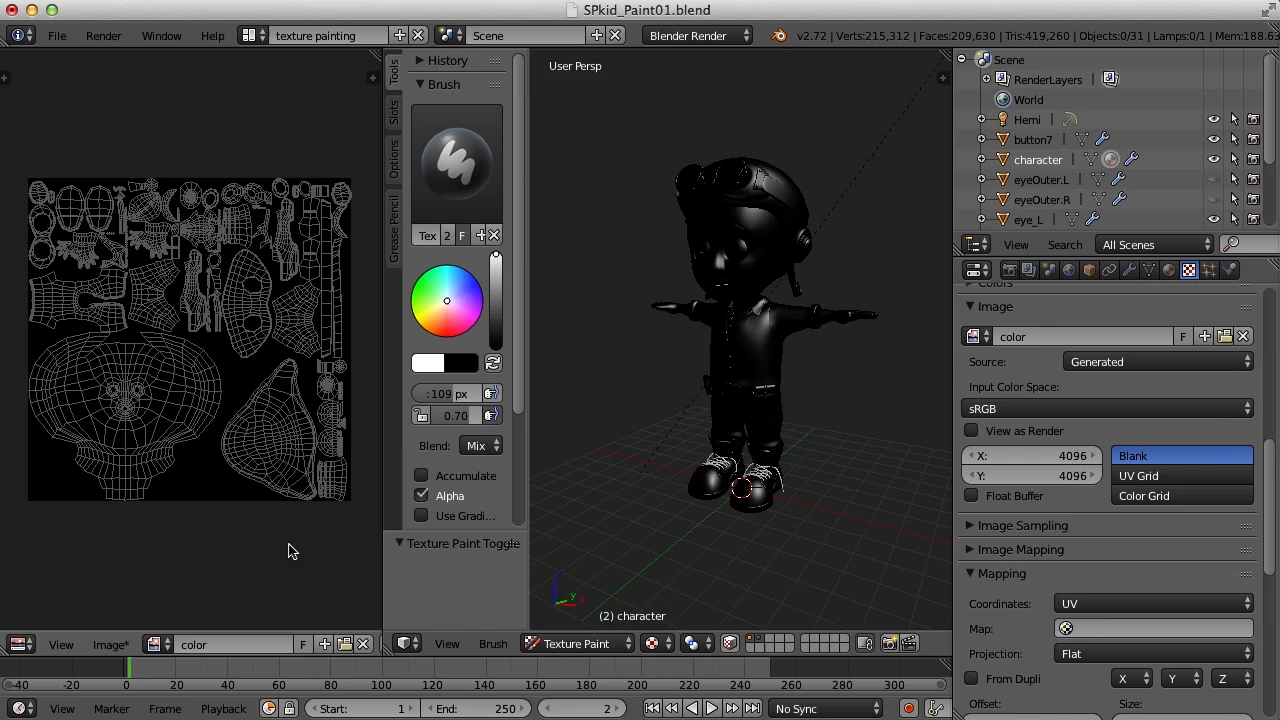 SPkid_Paint01.blend
File Render Window Help texture painting Scene Blender Render v2.72 | Verts:215,312 | Faces:209,630 | Tris:419,260 | Objects:0/31 | Lamps:0/1 | Mem:188.63
Tools
Slots
Options
Grease Pencil
History
Brush
Tex 2 F
: 109 px
0.70
Blend: Mix
Accumulate
Alpha
Use Gradi...
Texture Paint Toggle
User Persp
(2) character
Scene
RenderLayers |
World
Hemi |
button7 |
character |
eyeOuter.L |
eyeOuter.R |
eye_L |
View Search All Scenes
Colors
Image
color F
Source: Generated
Input Color Space:
sRGB
View as Render
X: 4096 Blank
Y: 4096 UV Grid
Float Buffer Color Grid
Image Sampling
Image Mapping
Mapping
Coordinates: UV
Map:
Projection: Flat
From Dupli X Y Z
Offset: Size:
View Image* color F
View Brush Texture Paint
-40 -20 0 20 40 60 80 100 120 140 160 180 200 220 240 260 280 300
View Marker Frame Playback Start: 1 End: 250 2 No Sync